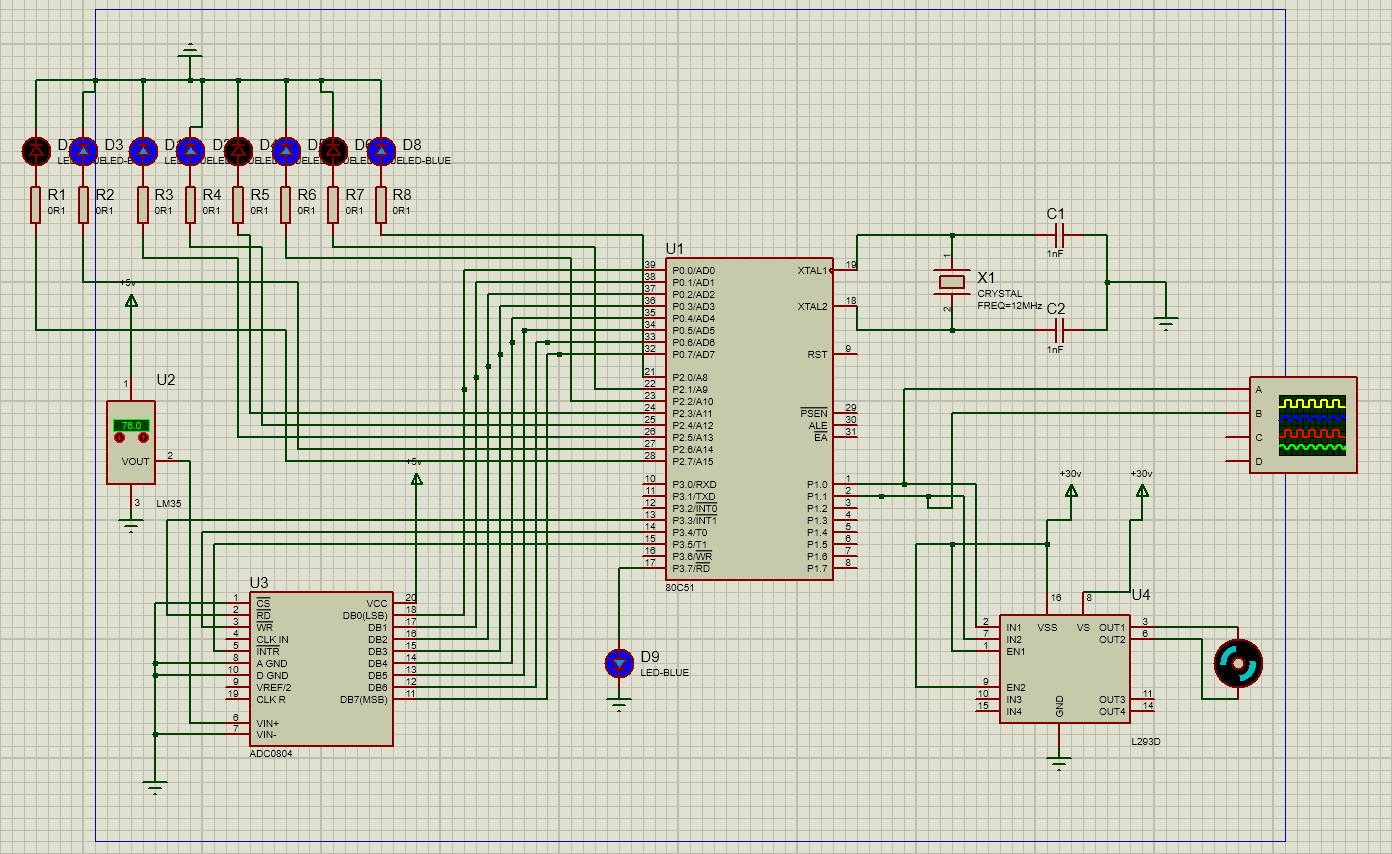 D3
D8
LED-BLUE
R1
R2
R3
R4
R5
R6
R7
R8
0R1
0R1
0R1
0R1
0R1
0R1
0R1
0R1
+5v
1
U2
76.0
VOUT
2
3
LM35
U1
39 P0.0/AD0
38 P0.1/AD1
37 P0.2/AD2
36 P0.3/AD3
35 P0.4/AD4
34 P0.5/AD5
33 P0.6/AD6
32 P0.7/AD7
21 P2.0/A8
22 P2.1/A9
23 P2.2/A10
24 P2.3/A11
25 P2.4/A12
26 P2.5/A13
27 P2.6/A14
28 P2.7/A15
10 P3.0/RXD
11 P3.1/TXD
12 P3.2/INT0
13 P3.3/INT1
14 P3.4/T0
15 P3.5/T1
16 P3.6/WR
17 P3.7/RD
XTAL1 19
XTAL2 18
RST 9
PSEN 29
ALE 30
EA 31
P1.0 1
P1.1 2
P1.2 3
P1.3 4
P1.4 5
P1.5 6
P1.6 7
P1.7 8
80C51
C1
1nF
1
X1
CRYSTAL
FREQ=12MHz
2
C2
1nF
A
B
C
D
+5v
U3
1 CS
2 RD
3 WR
4 CLK IN
5 INTR
8 A GND
10 D GND
9 VREF/2
19 CLK R
6 VIN+
7 VIN-
VCC 20
DB0(LSB) 18
DB1 17
DB2 16
DB3 15
DB4 14
DB5 13
DB6 12
DB7(MSB) 11
ADC0804
D9
LED-BLUE
+30v
+30v
16
8
U4
2 IN1
7 IN2
1 EN1
9 EN2
10 IN3
15 IN4
VSS
VS
OUT1 3
OUT2 6
OUT3 11
OUT4 14
GND
L293D